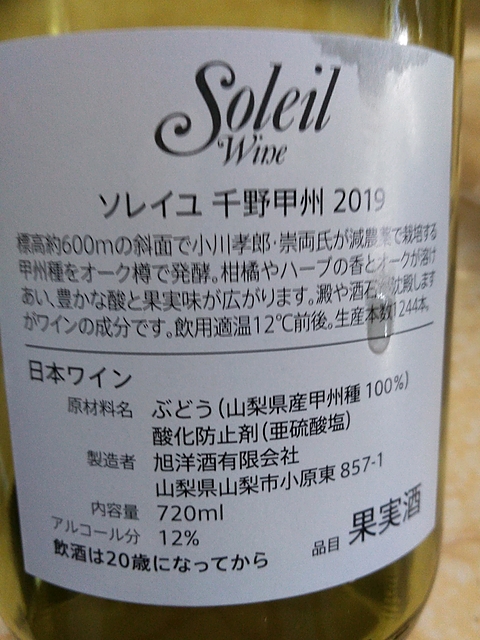 Soleil
Wine
ソレイユ 千野甲州 2019
標高約600mの斜面で小川孝郎・崇両氏が減農薬で栽培する
甲州種をオーク樽で発酵。柑橘やハーブの香とオークが溶け
あい、豊かな酸と果実味が広がります。澱や酒石が沈殿します
がワインの成分です。飲用適温12℃前後。生産本数1244本。
日本ワイン
原材料名 ぶどう(山梨県産甲州種 100%)
酸化防止剤(亜硫酸塩)
製造者 旭洋酒有限会社
山梨県山梨市小原東 857-1
内容量 720ml
アルコール分 12%
飲酒は20歳になってから
品目 果実酒